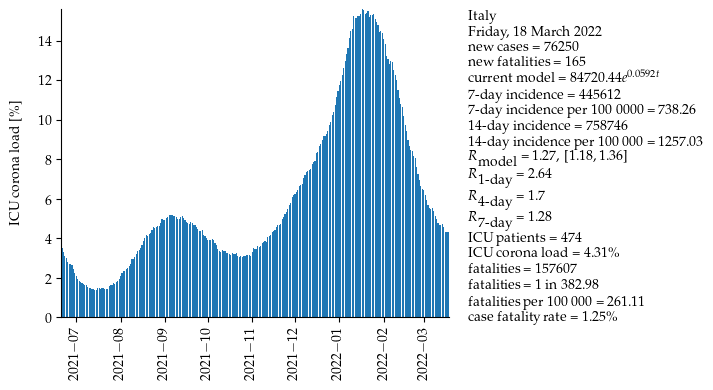 ICU corona load [%]
14
12
10
8
6
4
2
0
2021−07
2021−08
2021−09
2021−10
2021−11
2021−12
2022−01
2022−02
2022−03
Italy
Friday, 18 March 2022
new cases = 76250
new fatalities = 165
current model = 84720.44e^0.0592t
7-day incidence = 445612
7-day incidence per 100 0000 = 738.26
14-day incidence = 758746
14-day incidence per 100 000 = 1257.03
R_model = 1.27, [1.18, 1.36]
R_1-day = 2.64
R_4-day = 1.7
R_7-day = 1.28
ICU patients = 474
ICU corona load = 4.31%
fatalities = 157607
fatalities = 1 in 382.98
fatalities per 100 000 = 261.11
case fatality rate = 1.25%